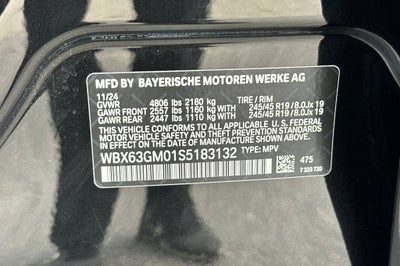 MFD BY BAYERISCHE MOTOREN WERKE AG
11/24 TIRE / RIM
GVWR 4806 lbs 2180 kg
GAWR FRONT 2557 lbs 1160 kg WITH 245/45 R19 / 8.0Jx 19
GAWR REAR 2447 lbs 1110 kg WITH 245/45 R19 / 8.0Jx 19
THIS VEHICLE CONFORMS TO ALL APPLICABLE U.S. FEDERAL
MOTOR VEHICLE SAFETY AND THEFT PREVENTION STANDARDS
IN EFFECT ON THE DATE OF MANUFACTURE SHOWN ABOVE.
WBX63GM01S5183132 475
TYPE: MPV 7 320 730